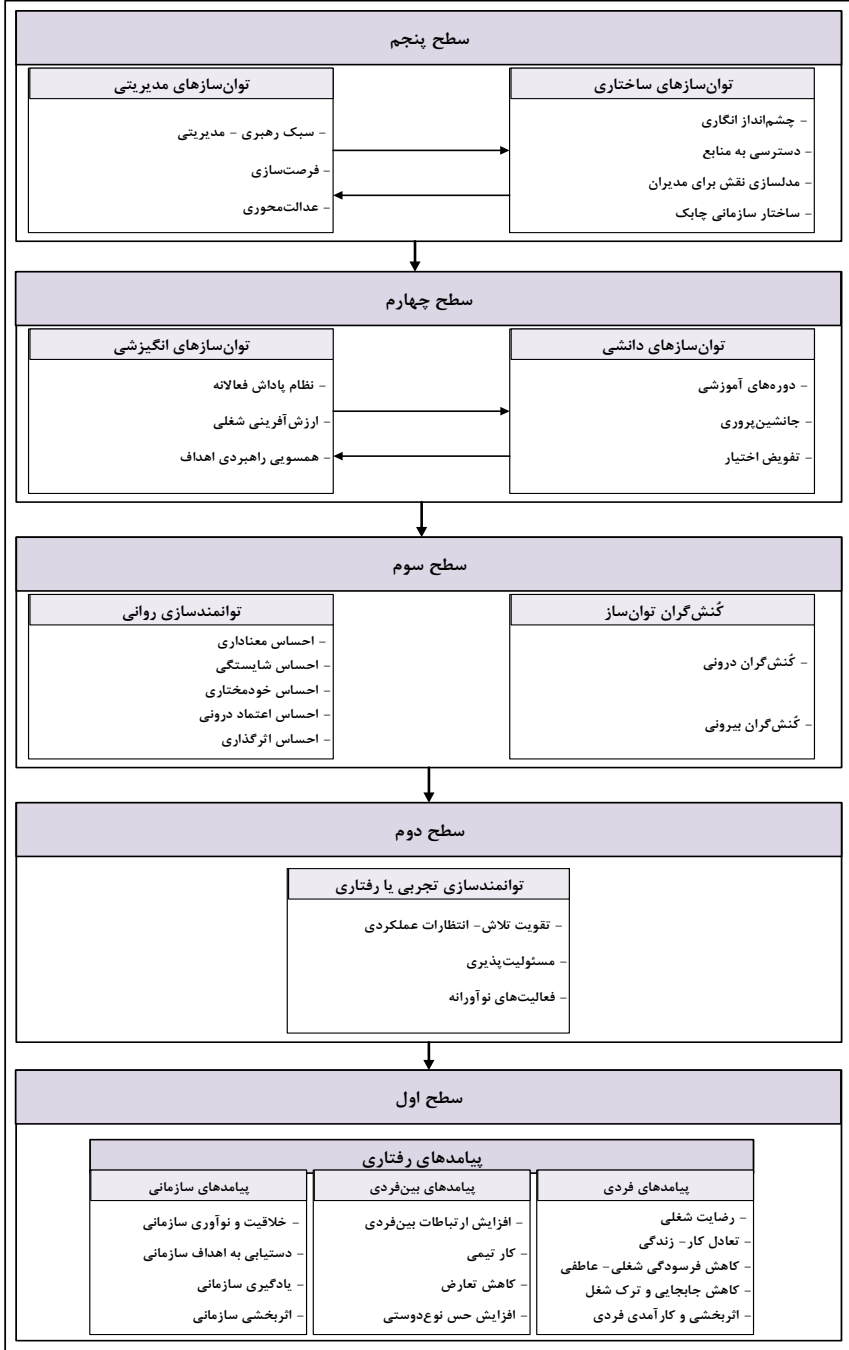 سطح پنجم
توان‌سازهای ساختاری
- چشم‌انداز انگاری
- دسترسی به منابع
- مدلسازی نقش برای مدیران
- ساختار سازمانی چابک
توان‌سازهای مدیریتی
- سبک رهبری - مدیریتی
- فرصت‌سازی
- عدالت‌محوری
سطح چهارم
توان‌سازهای دانشی
- دوره‌های آموزشی
- جانشین‌پروری
- تفویض اختیار
توان‌سازهای انگیزشی
- نظام پاداش فعالانه
- ارزش‌آفرینی شغلی
- همسویی راهبردی اهداف
سطح سوم
کُنش‌گران توان‌ساز
- کُنش‌گران درونی
- کُنش‌گران بیرونی
توانمندسازی روانی
- احساس معناداری
- احساس شایستگی
- احساس خودمختاری
- احساس اعتماد درونی
- احساس اثرگذاری
سطح دوم
توانمندسازی تجربی یا رفتاری
- تقویت تلاش- انتظارات عملکردی
- مسئولیت‌پذیری
- فعالیت‌های نوآورانه
سطح اول
پیامدهای رفتاری
پیامدهای فردی
- رضایت شغلی
- تعادل کار- زندگی
- کاهش فرسودگی شغلی- عاطفی
- کاهش جابجایی و ترک شغل
- اثربخشی و کارآمدی فردی
پیامدهای بین‌فردی
- افزایش ارتباطات بین‌فردی
- کار تیمی
- کاهش تعارض
- افزایش حس نوع‌دوستی
پیامدهای سازمانی
- خلاقیت و نوآوری سازمانی
- دستیابی به اهداف سازمانی
- یادگیری سازمانی
- اثربخشی سازمانی